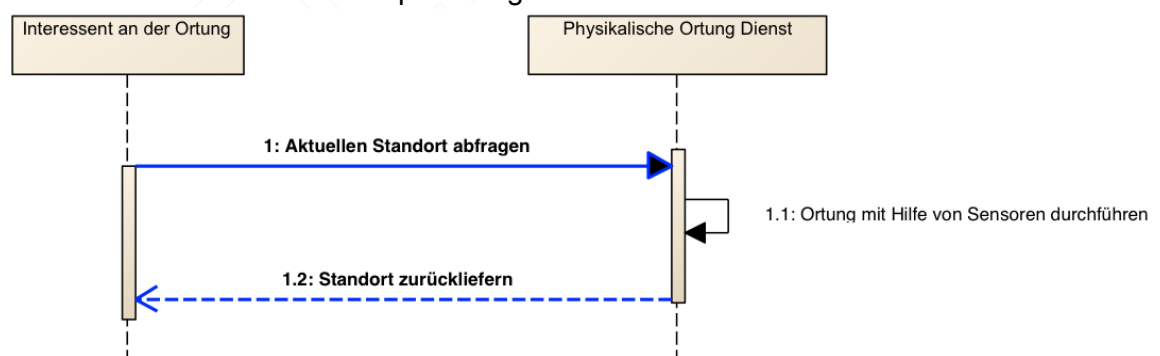 Interessent an der Ortung
Physikalische Ortung Dienst
1: Aktuellen Standort abfragen
1.1: Ortung mit Hilfe von Sensoren durchführen
1.2: Standort zurückliefern